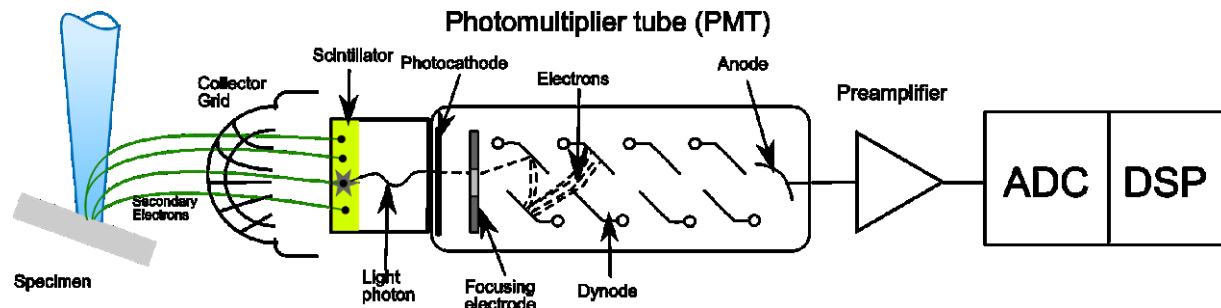 Photomultiplier tube (PMT)
Scintillator
Photocathode
Electrons
Anode
Collector
Grid
Preamplifier
ADC
DSP
Secondary
Electrons
Specimen
Light
photon
Focusing
electrode
Dynode